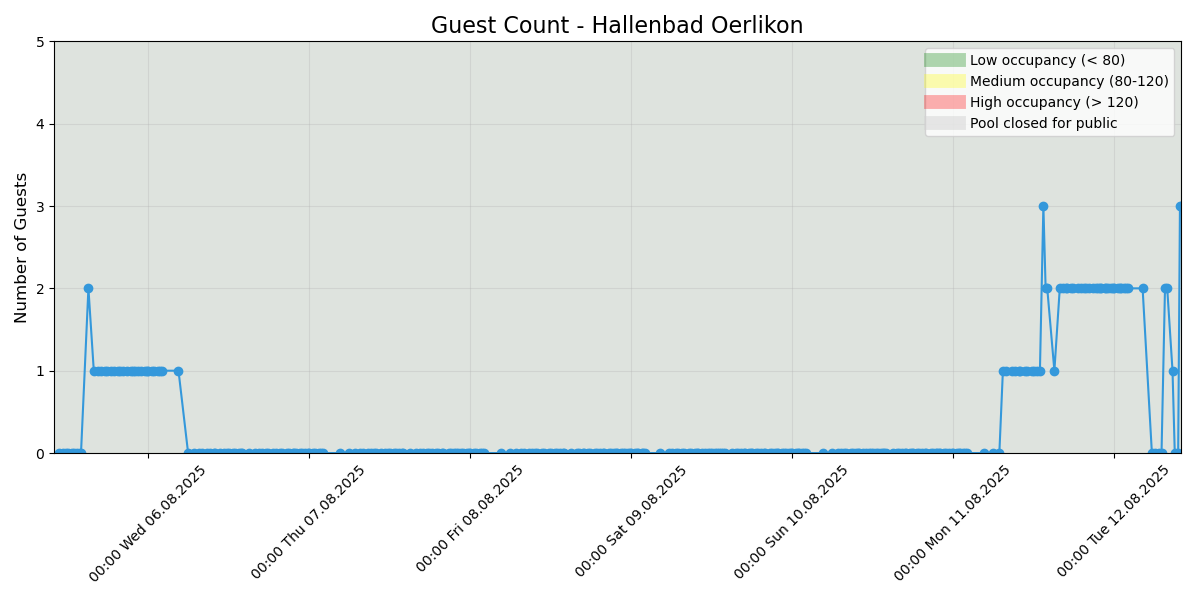 Guest Count - Hallenbad Oerlikon
Number of Guests
5
4
3
2
1
0
Low occupancy (< 80)
Medium occupancy (80-120)
High occupancy (> 120)
Pool closed for public
00:00 Wed 06.08.2025
00:00 Thu 07.08.2025
00:00 Fri 08.08.2025
00:00 Sat 09.08.2025
00:00 Sun 10.08.2025
00:00 Mon 11.08.2025
00:00 Tue 12.08.2025